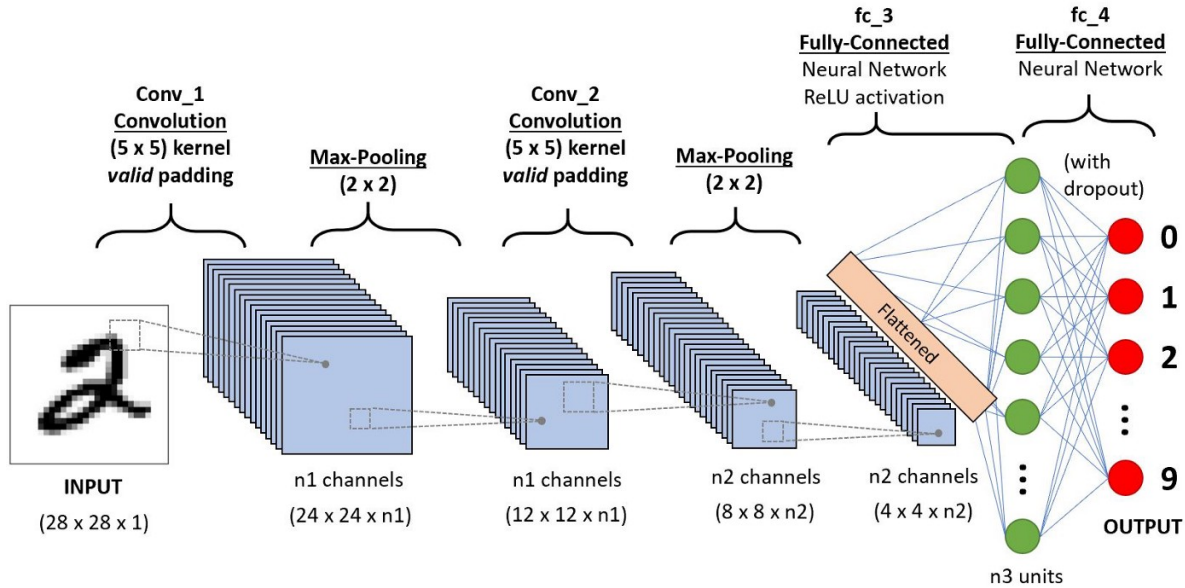 Conv_1
Convolution
(5 x 5) kernel
valid padding
Max-Pooling
(2 x 2)
Conv_2
Convolution
(5 x 5) kernel
valid padding
Max-Pooling
(2 x 2)
fc_3
Fully-Connected
Neural Network
ReLU activation
fc_4
Fully-Connected
Neural Network
(with
dropout)
2
Flattened
0
1
2
9
INPUT
(28 x 28 x 1)
n1 channels
(24 x 24 x n1)
n1 channels
(12 x 12 x n1)
n2 channels
(8 x 8 x n2)
n2 channels
(4 x 4 x n2)
n3 units
OUTPUT